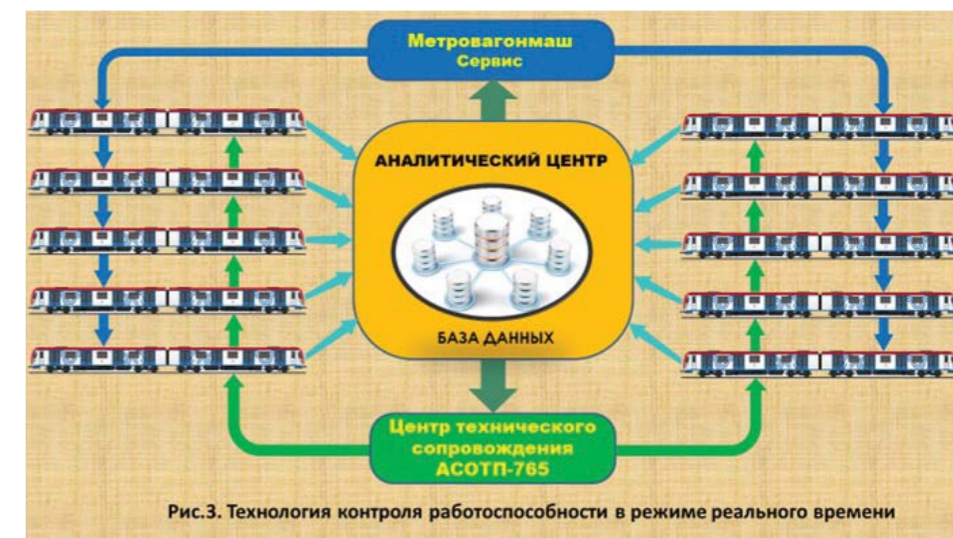 Метровагонмаш
Сервис
АНАЛИТИЧЕСКИЙ ЦЕНТР
БАЗА ДАННЫХ
Центр технического
сопровождения
АСОТП-765
Рис.3. Технология контроля работоспособности в режиме реального времени